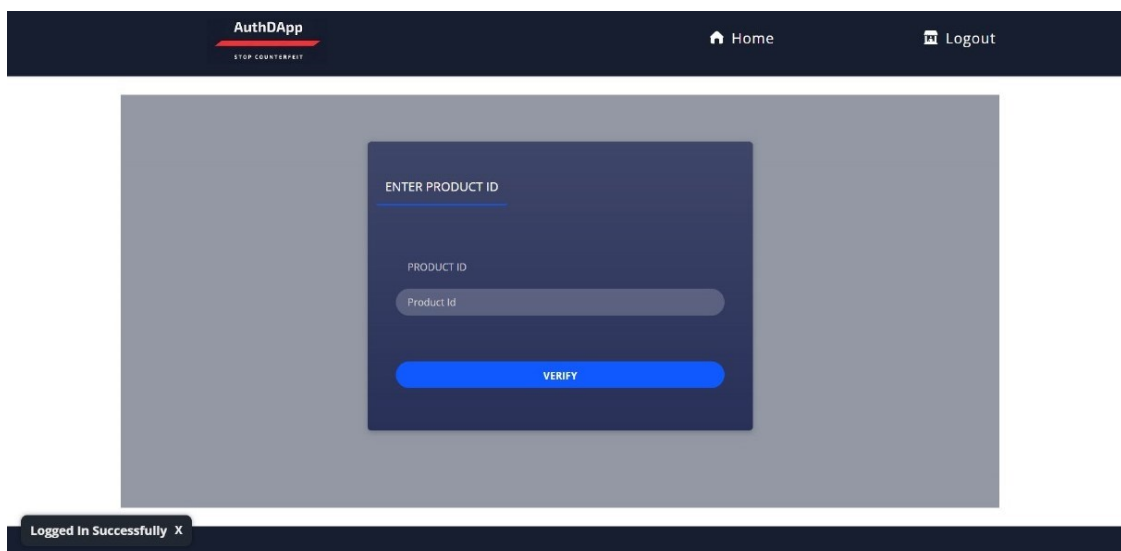 AuthDApp
STOP COUNTERFEIT
Home
Logout
ENTER PRODUCT ID
PRODUCT ID
Product Id
VERIFY
Logged In Successfully X